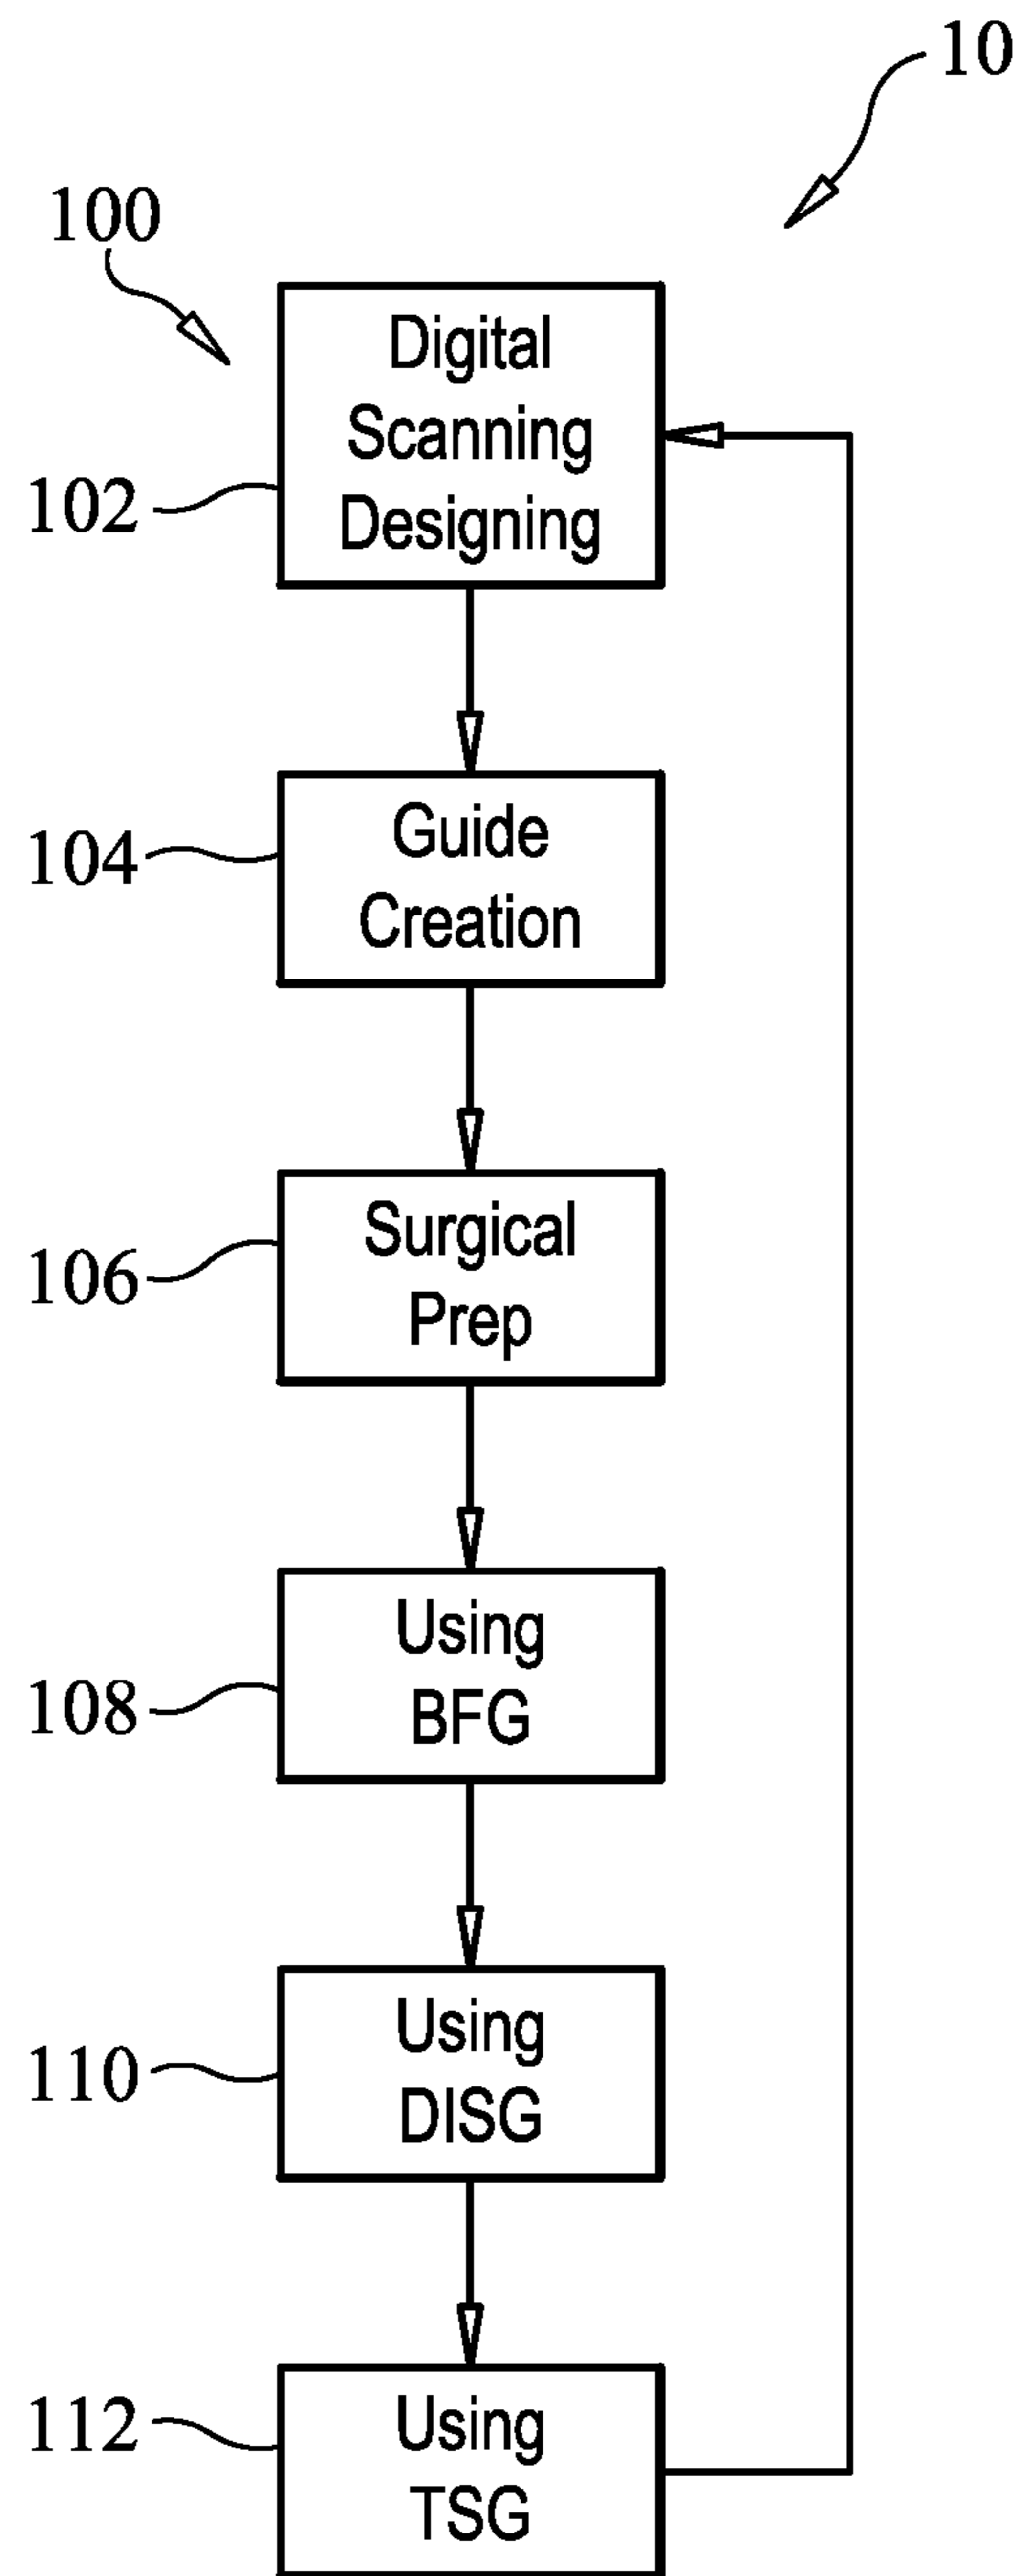 10
100
Digital
Scanning
Designing
102
Guide
Creation
104
Surgical
Prep
106
Using
BFG
108
Using
DISG
110
Using
TSG
112